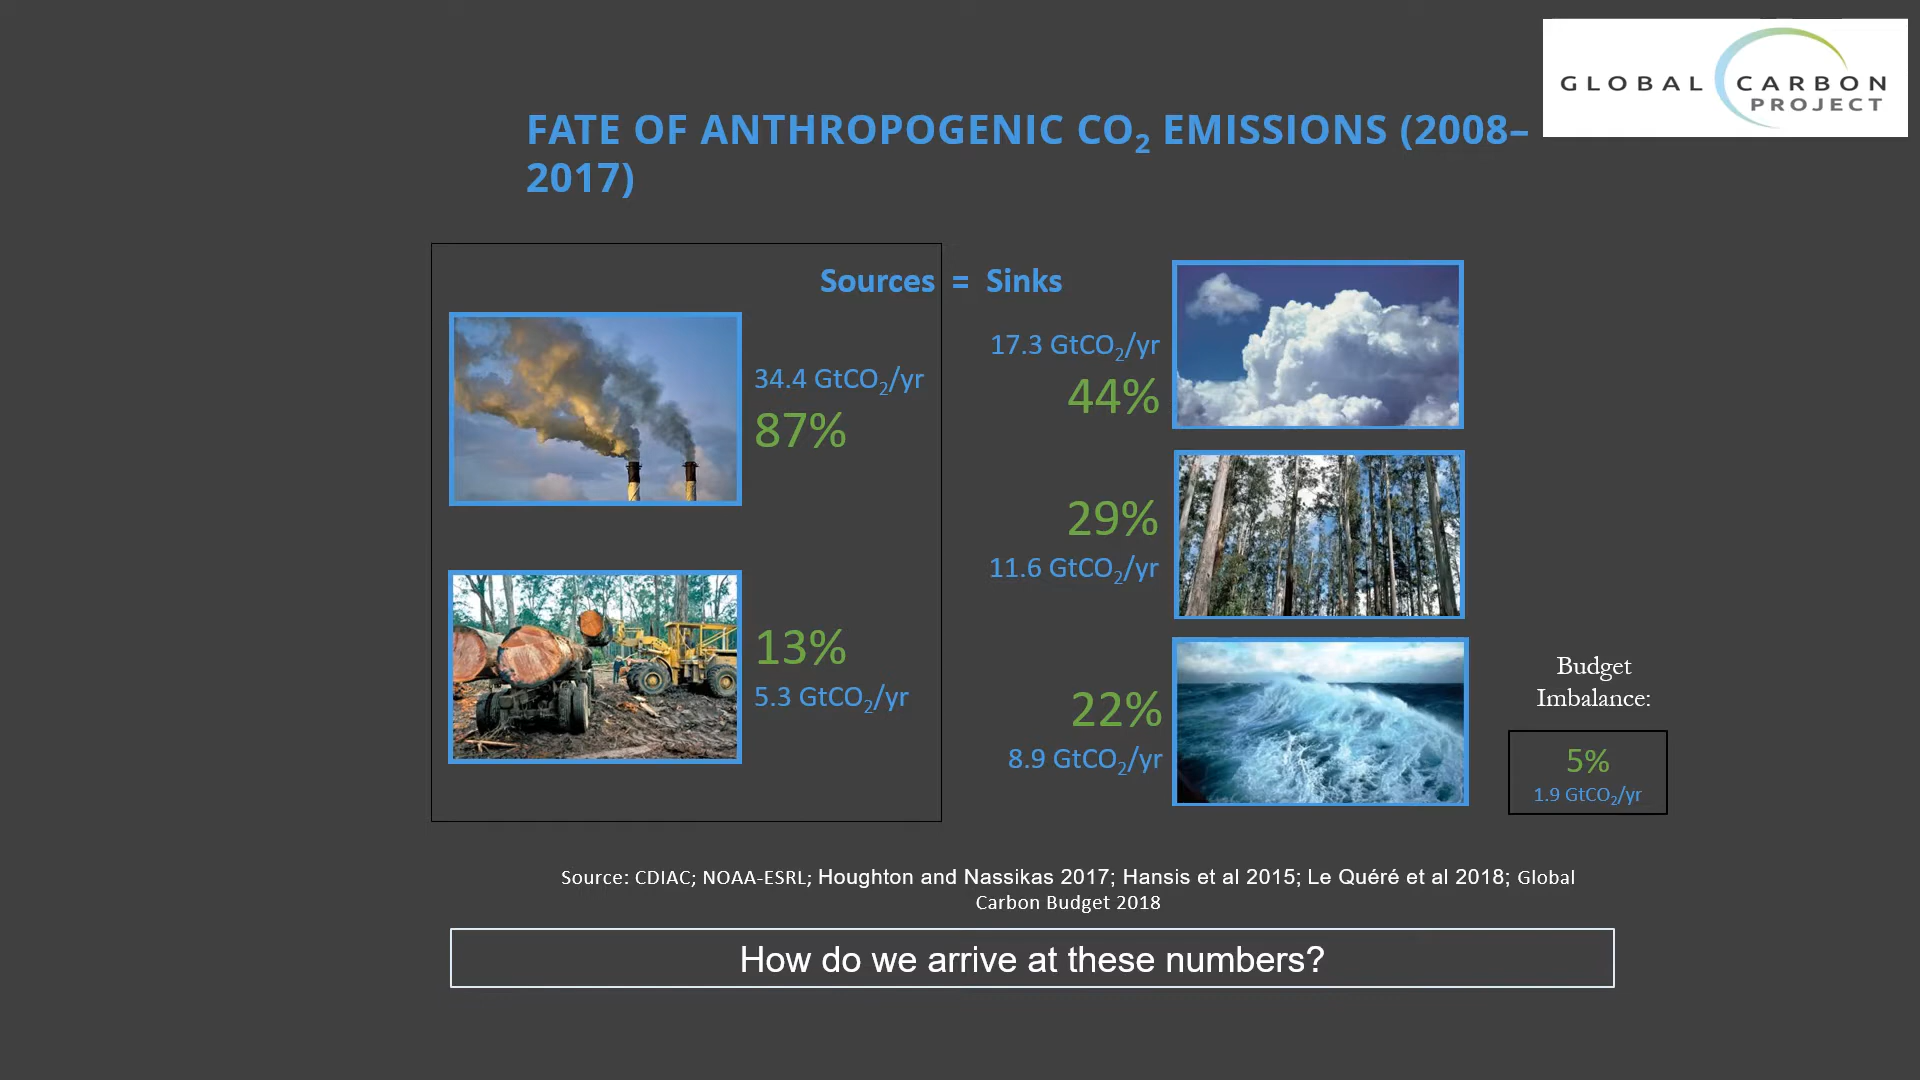 GLOBAL CARBON
PROJECT
FATE OF ANTHROPOGENIC CO₂ EMISSIONS (2008–
2017)
Sources = Sinks
34.4 GtCO₂/yr
87%
13%
5.3 GtCO₂/yr
17.3 GtCO₂/yr
44%
29%
11.6 GtCO₂/yr
22%
8.9 GtCO₂/yr
Budget
Imbalance:
5%
1.9 GtCO₂/yr
Source: CDIAC; NOAA-ESRL; Houghton and Nassikas 2017; Hansis et al 2015; Le Quéré et al 2018; Global
Carbon Budget 2018
How do we arrive at these numbers?